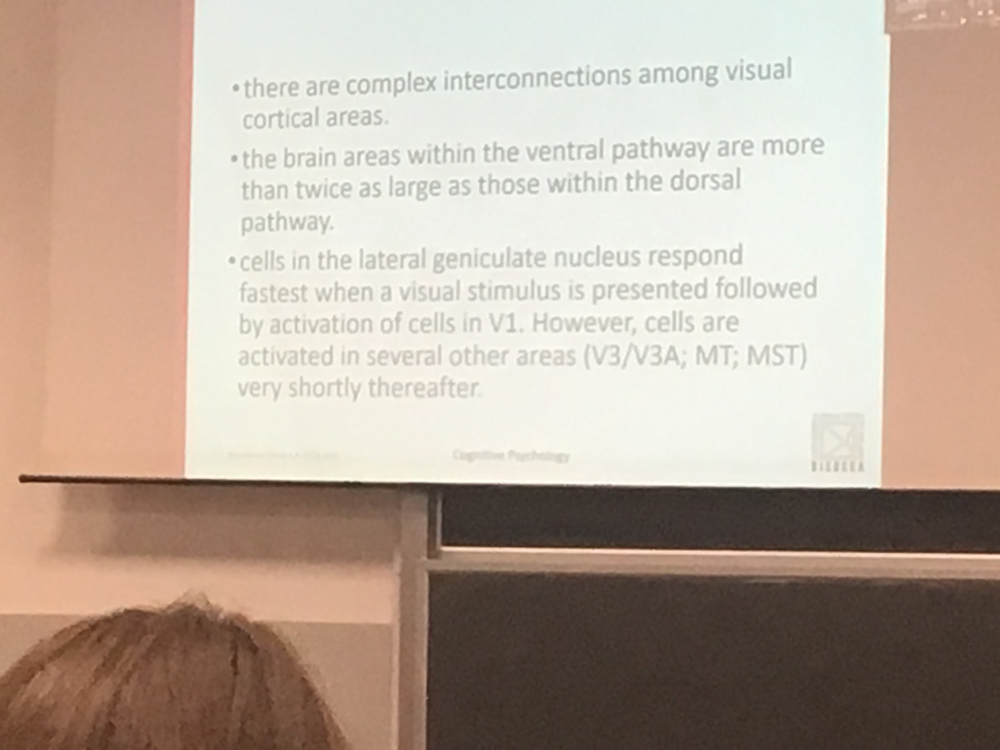 • there are complex interconnections among visual
cortical areas.
• the brain areas within the ventral pathway are more
than twice as large as those within the dorsal
pathway.
• cells in the lateral geniculate nucleus respond
fastest when a visual stimulus is presented followed
by activation of cells in V1. However, cells are
activated in several other areas (V3/V3A; MT; MST)
very shortly thereafter.
Cognitive Psychology